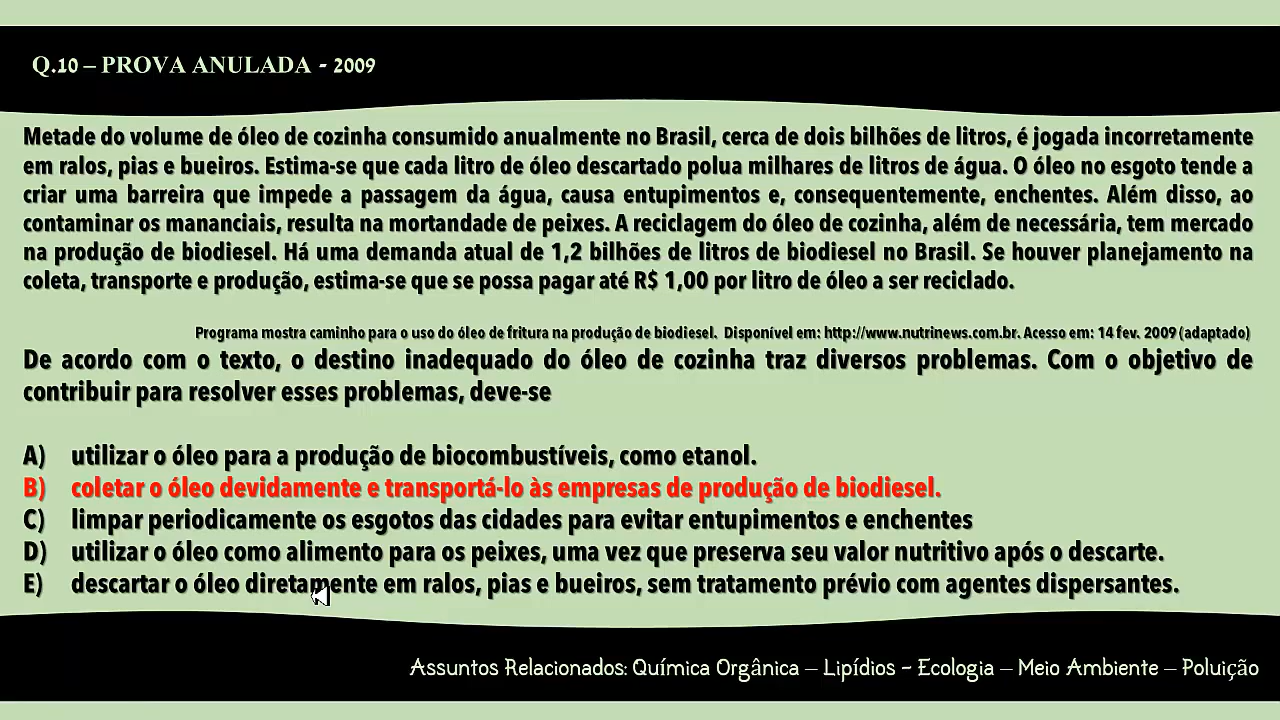 Q.10 – PROVA ANULADA - 2009
Metade do volume de óleo de cozinha consumido anualmente no Brasil, cerca de dois bilhões de litros, é jogada incorretamente
em ralos, pias e bueiros. Estima-se que cada litro de óleo descartado polua milhares de litros de água. O óleo no esgoto tende a
criar uma barreira que impede a passagem da água, causa entupimentos e, consequentemente, enchentes. Além disso, ao
contaminar os mananciais, resulta na mortandade de peixes. A reciclagem do óleo de cozinha, além de necessária, tem mercado
na produção de biodiesel. Há uma demanda atual de 1,2 bilhões de litros de biodiesel no Brasil. Se houver planejamento na
coleta, transporte e produção, estima-se que se possa pagar até R$ 1,00 por litro de óleo a ser reciclado.
Programa mostra caminho para o uso do óleo de fritura na produção de biodiesel. Disponível em: http://www.nutrinews.com.br. Acesso em: 14 fev. 2009 (adaptado)
De acordo com o texto, o destino inadequado do óleo de cozinha traz diversos problemas. Com o objetivo de
contribuir para resolver esses problemas, deve-se
A) utilizar o óleo para a produção de biocombustíveis, como etanol.
B) coletar o óleo devidamente e transportá-lo às empresas de produção de biodiesel.
C) limpar periodicamente os esgotos das cidades para evitar entupimentos e enchentes
D) utilizar o óleo como alimento para os peixes, uma vez que preserva seu valor nutritivo após o descarte.
E) descartar o óleo diretamente em ralos, pias e bueiros, sem tratamento prévio com agentes dispersantes.
Assuntos Relacionados: Química Orgânica – Lipídios - Ecologia – Meio Ambiente – Poluição